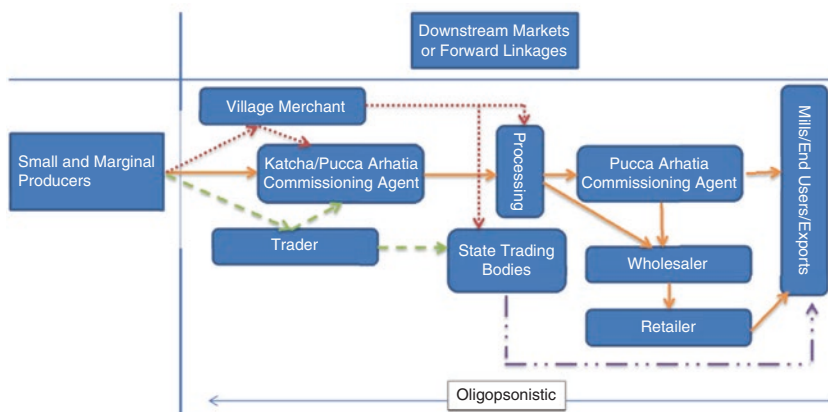 Downstream Markets
or Forward Linkages
Village Merchant
Small and Marginal
Producers
Katcha/Pucca Arhatia
Commissioning Agent
Trader
Processing
State Trading
Bodies
Pucca Arhatia
Commissioning Agent
Wholesaler
Retailer
Mills/End Users/Exports
Oligopsonistic